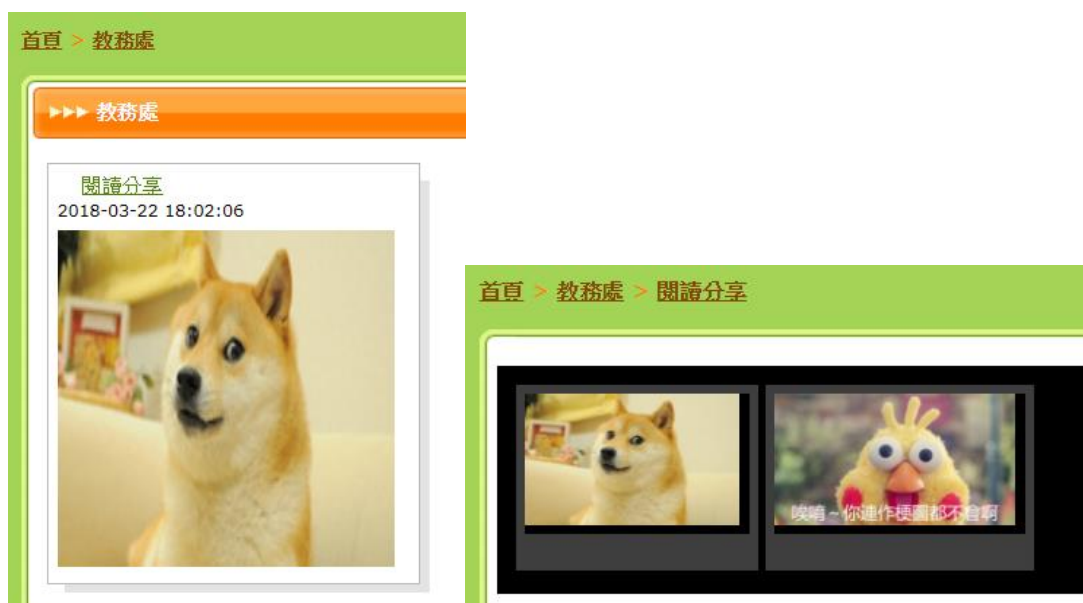 首頁 > 教務處
▶▶▶ 教務處
閱讀分享
2018-03-22 18:02:06
首頁 > 教務處 > 閱讀分享
唉唷~你連作梗圖都不會啊